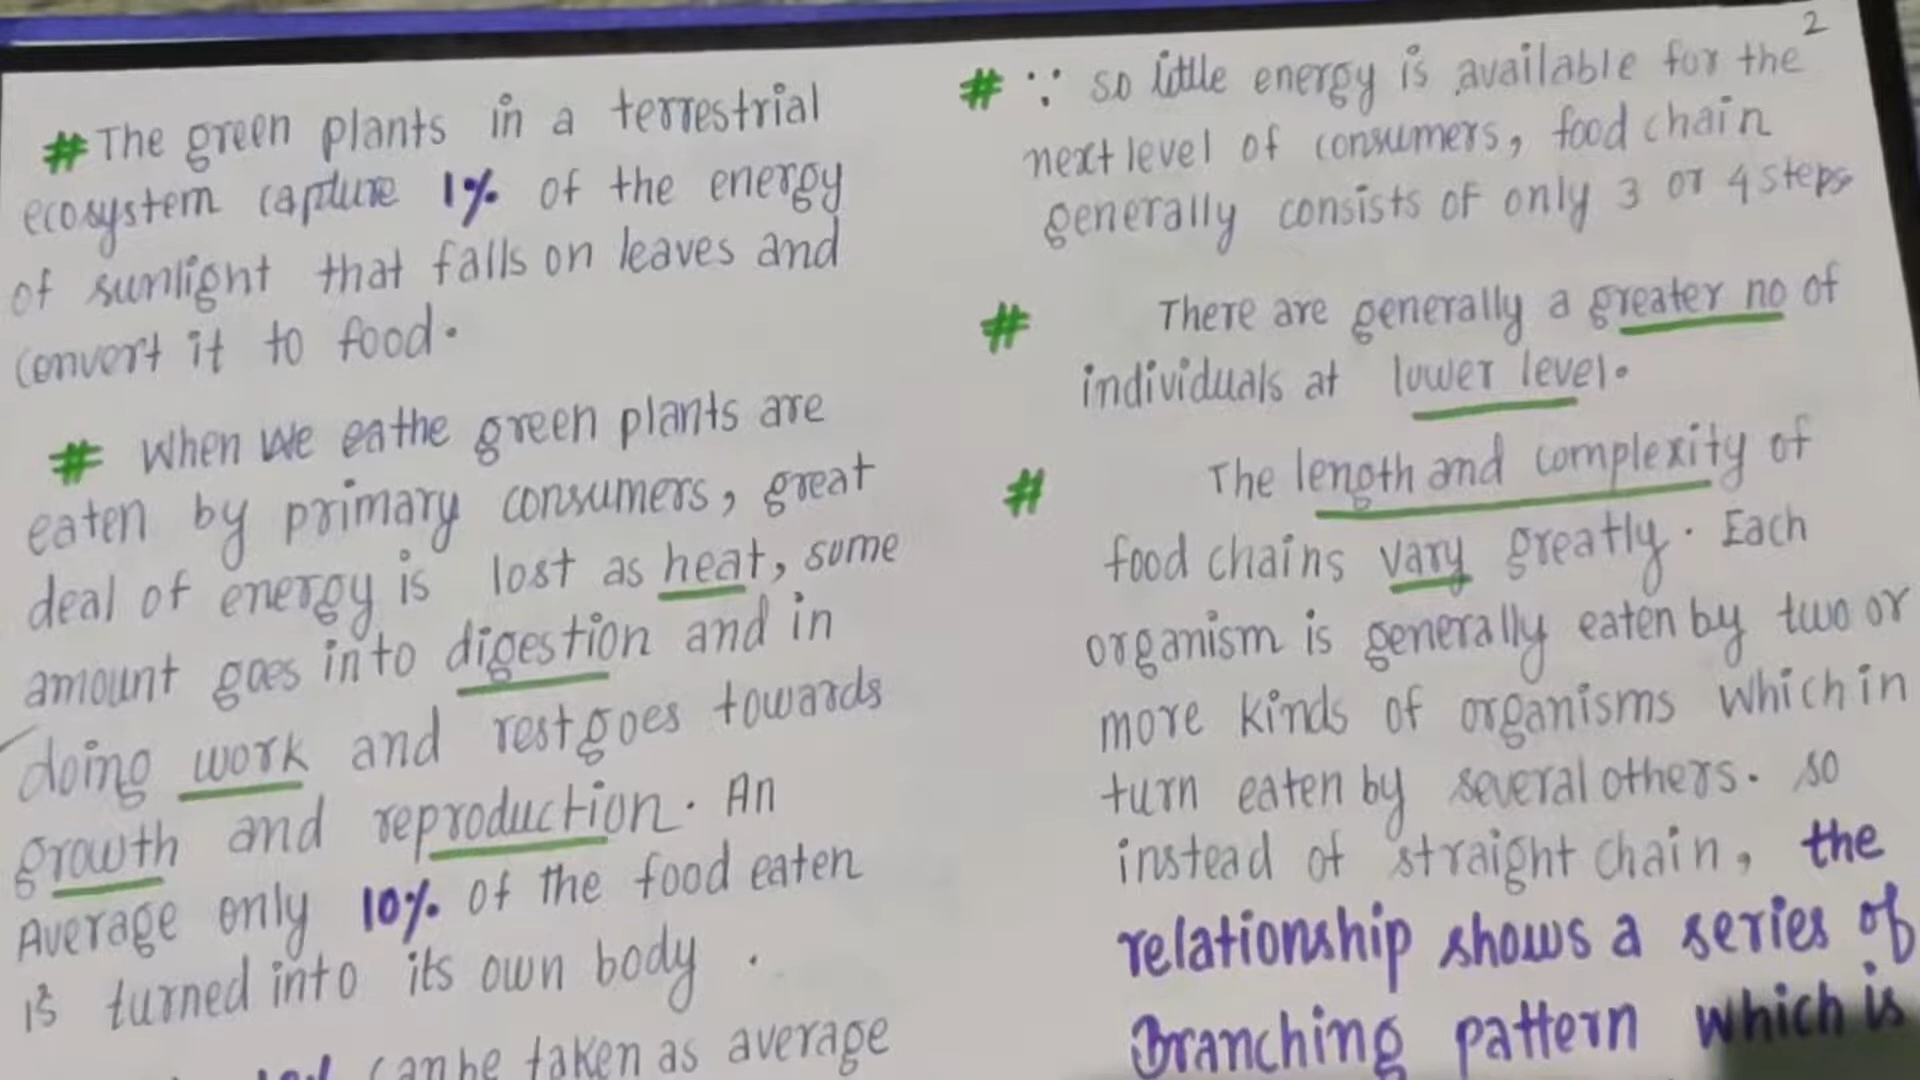 2
# The green plants in a terrestrial
ecosystem capture 1% of the energy
of sunlight that falls on leaves and
convert it to food.
# When we eathe green plants are
eaten by primary consumers, great
deal of energy is lost as heat, some
amount goes into digestion and in
doing work and rest goes towards
growth and reproduction. An
Average only 10% of the food eaten
is turned into its own body .
can be taken as average
# ∵ so little energy is available for the
next level of consumers, food chain
generally consists of only 3 or 4 steps
# There are generally a greater no of
individuals at lower level.
# The length and complexity of
food chains vary greatly. Each
organism is generally eaten by two or
more kinds of organisms which in
turn eaten by several others. so
instead of straight chain, the
relationship shows a series of
Branching pattern which is